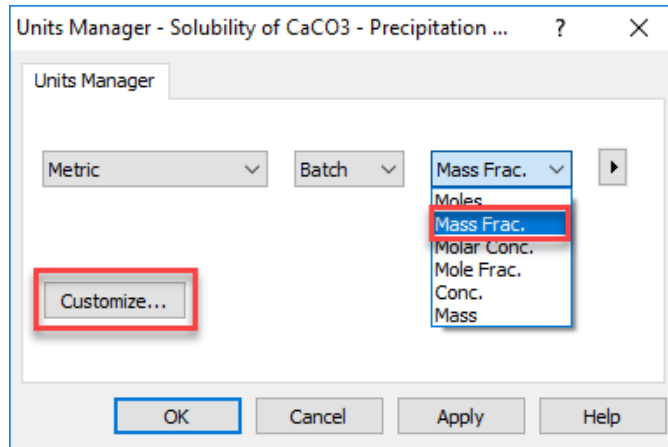 Units Manager - Solubility of CaCO3 - Precipitation ... ?
Units Manager
Metric Batch Mass Frac.
Moles
Mass Frac.
Molar Conc.
Mole Frac.
Conc.
Mass
Customize...
OK Cancel Apply Help